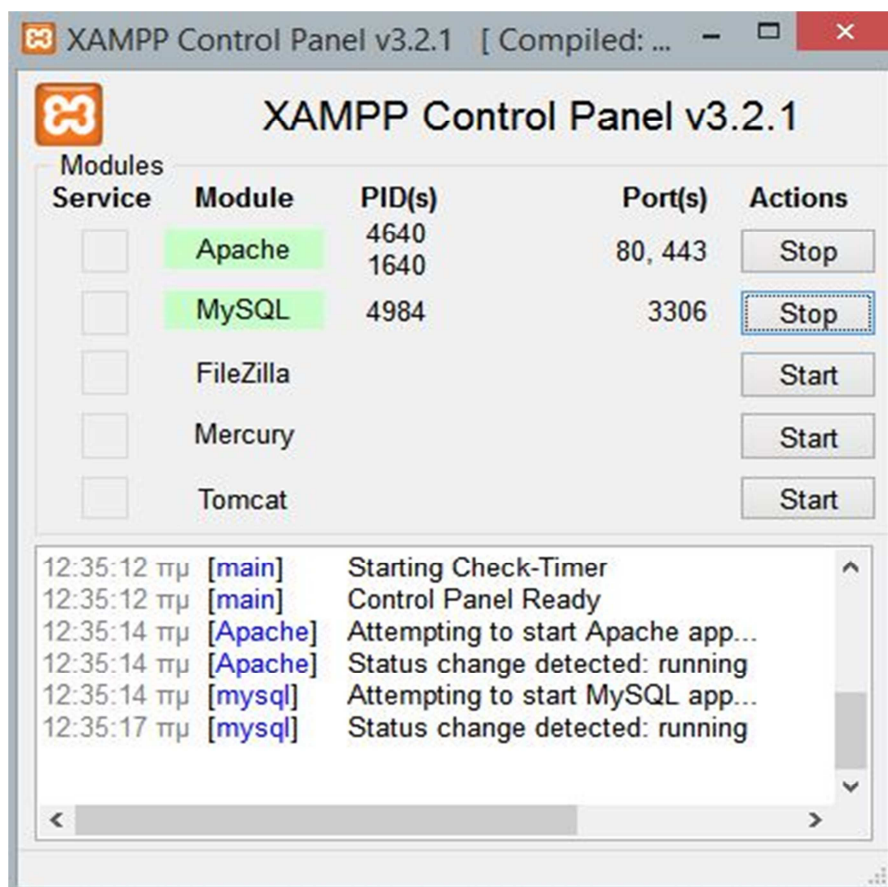 XAMPP Control Panel v3.2.1 [ Compiled: ...
XAMPP Control Panel v3.2.1
Modules
Service Module PID(s) Port(s) Actions
Apache 4640 1640 80, 443 Stop
MySQL 4984 3306 Stop
FileZilla Start
Mercury Start
Tomcat Start
12:35:12 πμ [main] Starting Check-Timer
12:35:12 πμ [main] Control Panel Ready
12:35:14 πμ [Apache] Attempting to start Apache app...
12:35:14 πμ [Apache] Status change detected: running
12:35:14 πμ [mysql] Attempting to start MySQL app...
12:35:17 πμ [mysql] Status change detected: running